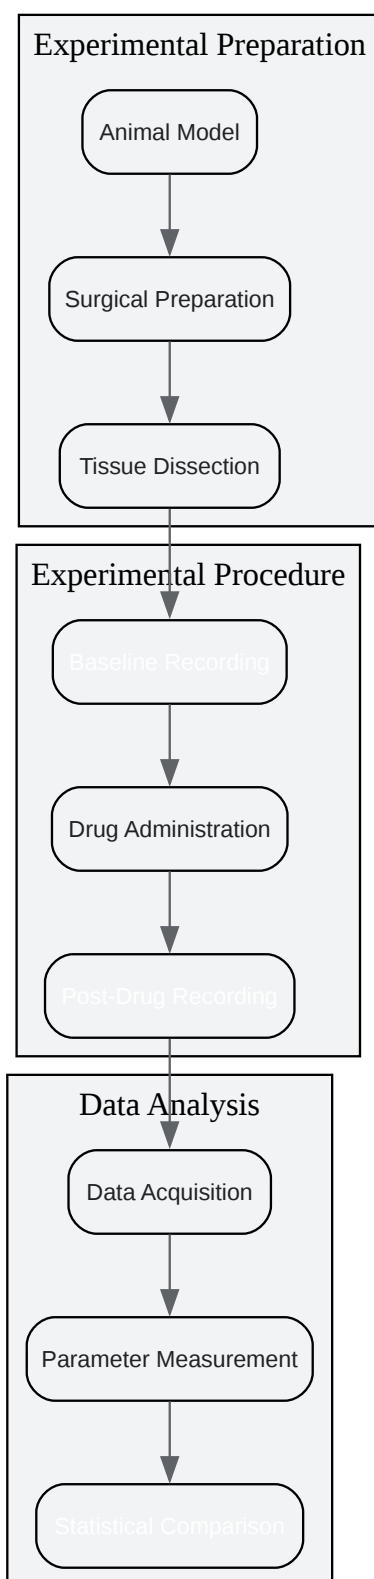 Experimental Preparation
Animal Model
Surgical Preparation
Tissue Dissection
Experimental Procedure
Baseline Recording
Drug Administration
Post-Drug Recording
Data Analysis
Data Acquisition
Parameter Measurement
Statistical Comparison